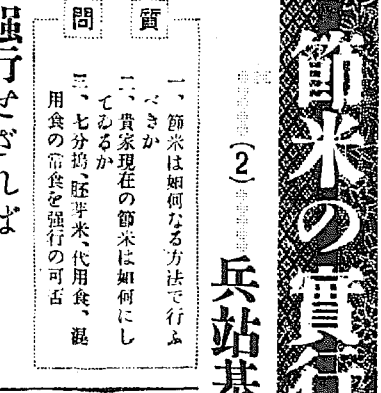 節米の實行
(2)
兵站基
質問
一、節米は如何なる方法で行ふ
べきか
二、貴家現在の節米は如何にし
てゐるか
三、七分搗、胚芽米、代用食、混
用食の常食を强行の可否
强行せざれば